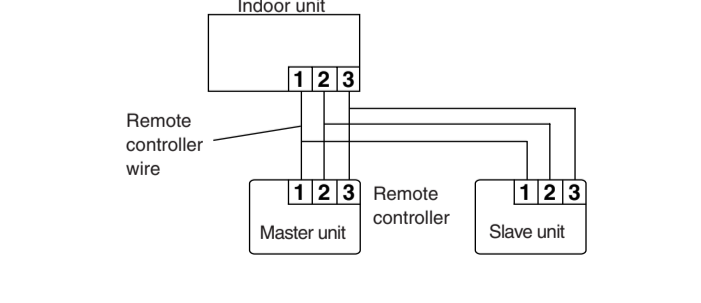 Indoor unit
1 2 3
Remote
controller
wire
1 2 3
Master unit
Remote
controller
1 2 3
Slave unit